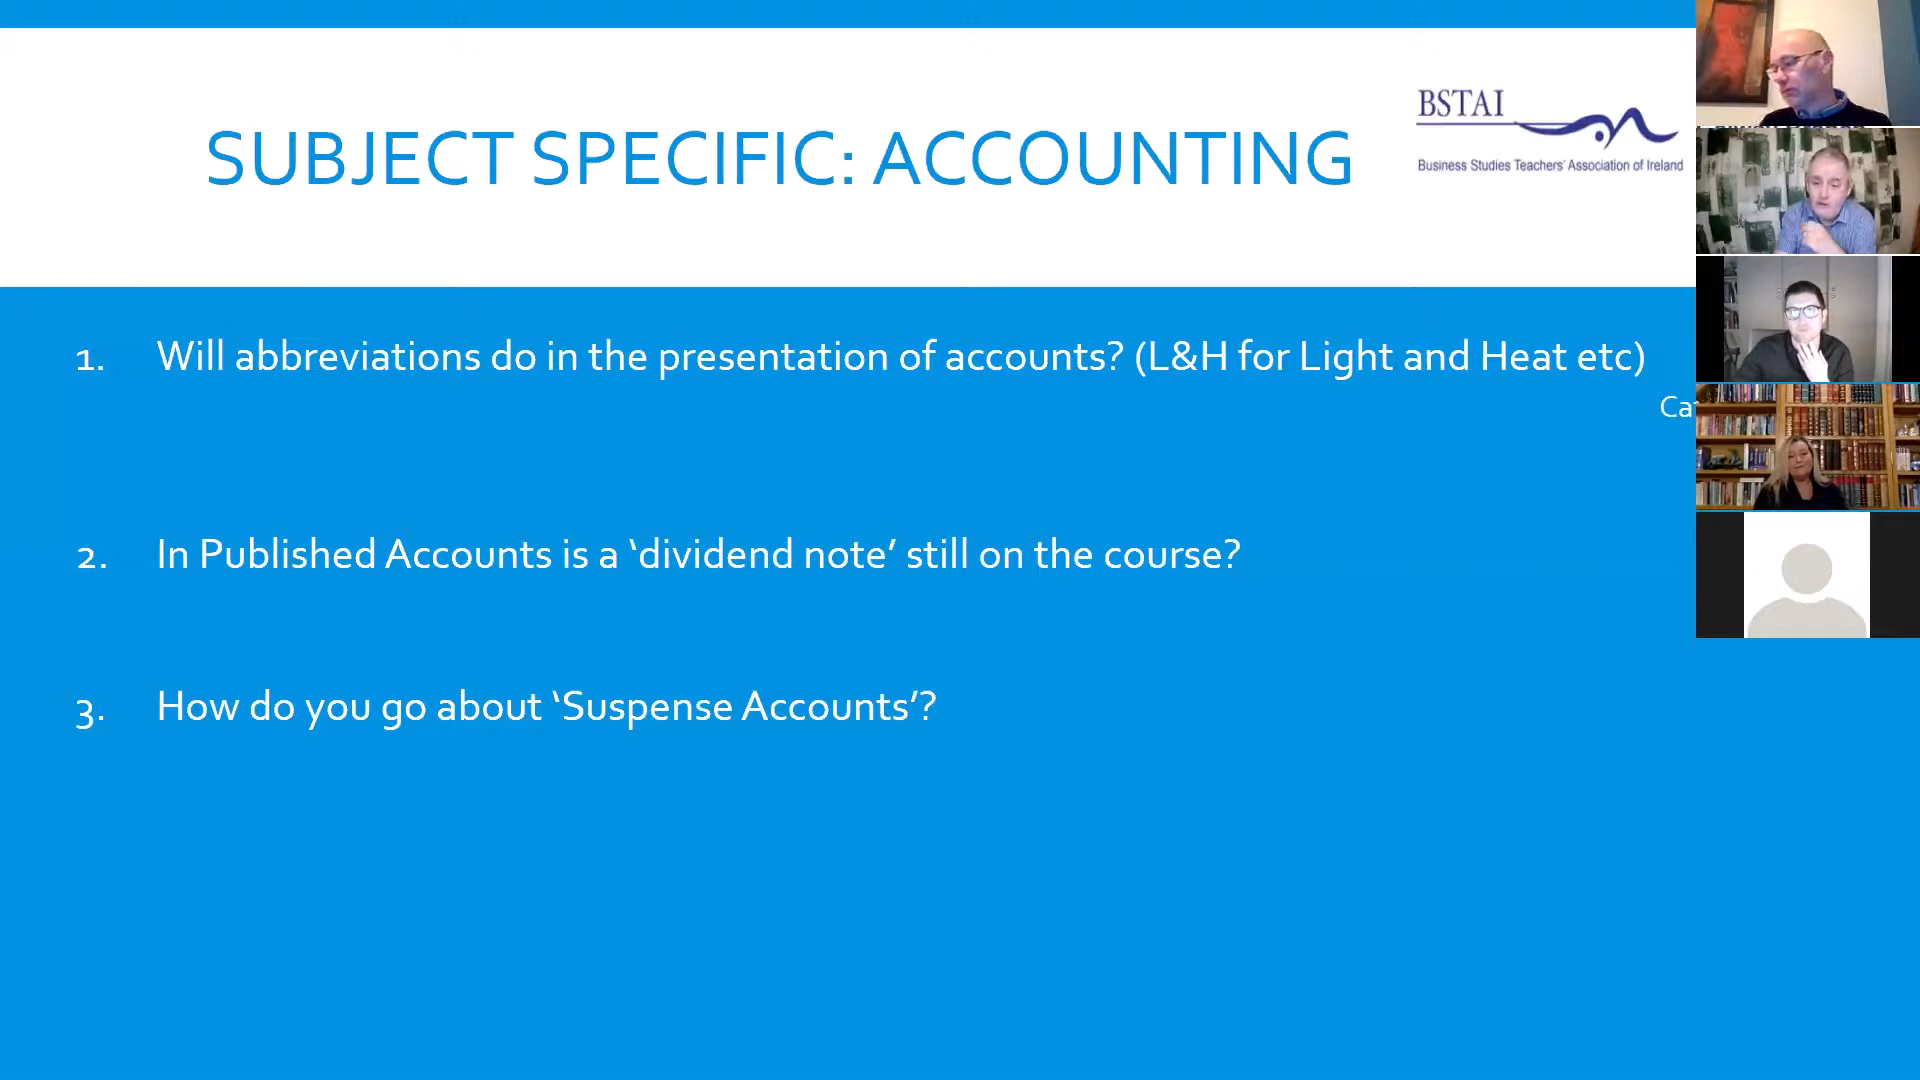 BSTAI
SUBJECT SPECIFIC: ACCOUNTING
Business Studies Teachers' Association of Ireland
1. Will abbreviations do in the presentation of accounts? (L&H for Light and Heat etc)
2. In Published Accounts is a ‘dividend note’ still on the course?
3. How do you go about ‘Suspense Accounts’?